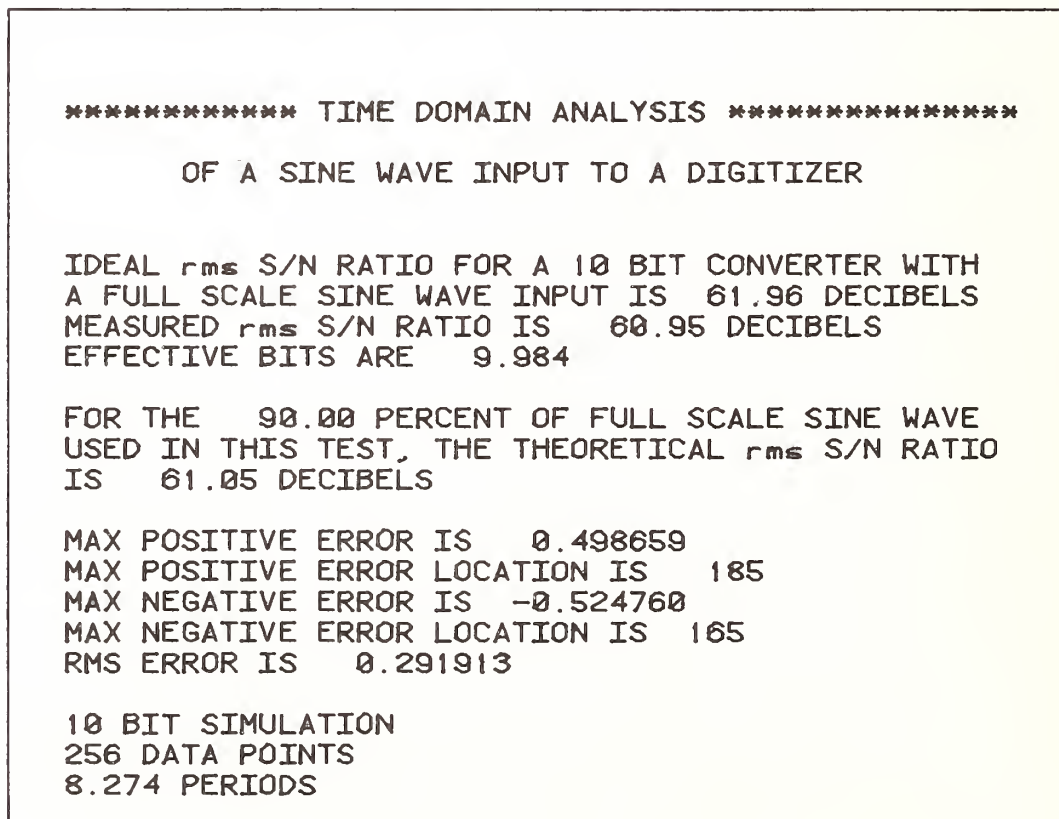 ************ TIME DOMAIN ANALYSIS ***************
OF A SINE WAVE INPUT TO A DIGITIZER
IDEAL rms S/N RATIO FOR A 10 BIT CONVERTER WITH
A FULL SCALE SINE WAVE INPUT IS 61.96 DECIBELS
MEASURED rms S/N RATIO IS 60.95 DECIBELS
EFFECTIVE BITS ARE 9.984
FOR THE 90.00 PERCENT OF FULL SCALE SINE WAVE
USED IN THIS TEST, THE THEORETICAL rms S/N RATIO
IS 61.05 DECIBELS
MAX POSITIVE ERROR IS 0.498659
MAX POSITIVE ERROR LOCATION IS 185
MAX NEGATIVE ERROR IS -0.524760
MAX NEGATIVE ERROR LOCATION IS 165
RMS ERROR IS 0.291913
10 BIT SIMULATION
256 DATA POINTS
8.274 PERIODS